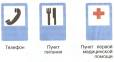 Телефон
Пункт
питания
Пункт первой
медицинской
помощи